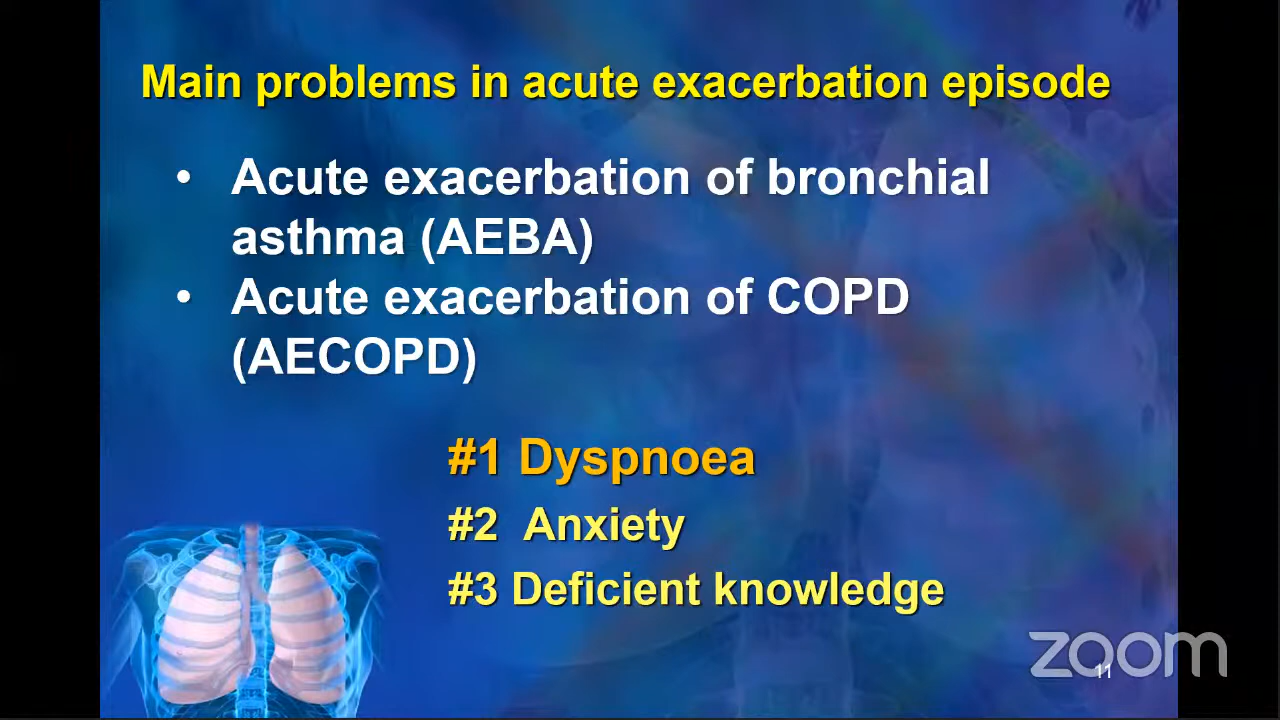 Main problems in acute exacerbation episode
• Acute exacerbation of bronchial
asthma (AEBA)
• Acute exacerbation of COPD
(AECOPD)
#1 Dyspnoea
#2 Anxiety
#3 Deficient knowledge
zoom
11